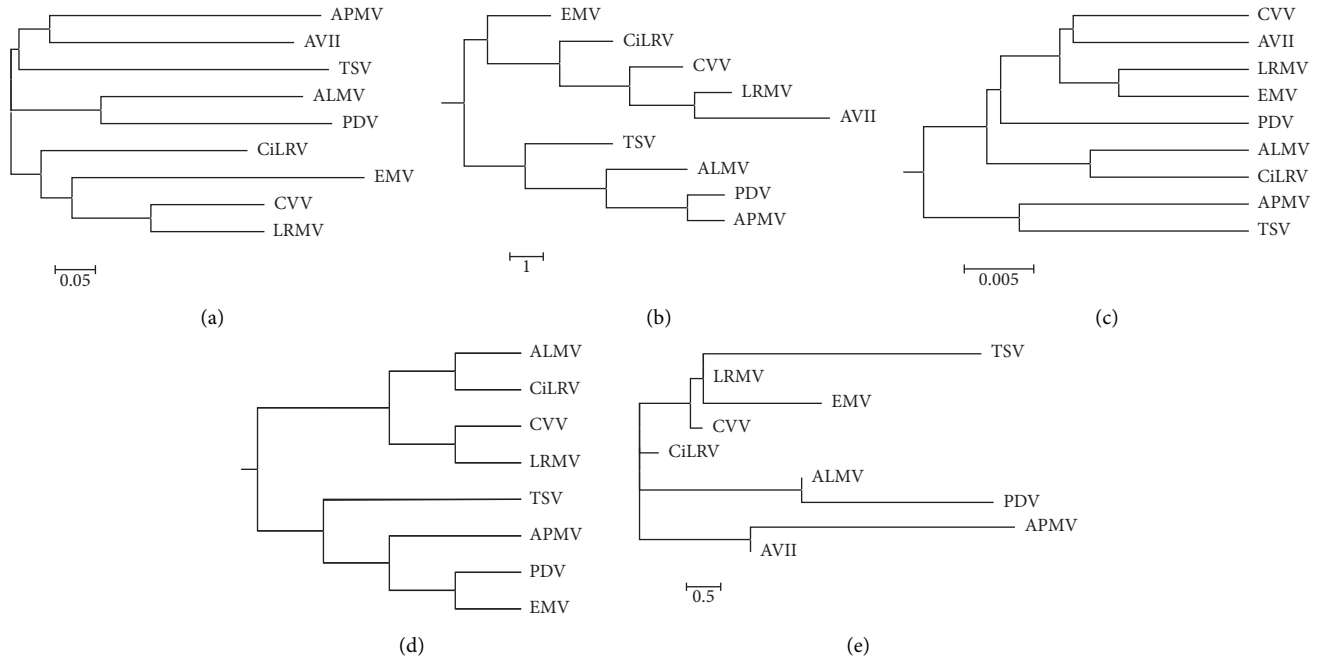 APMV
AVII
TSV
ALMV
PDV
CiLRV
EMV
CVV
LRMV
0.05
(a)
EMV
CiLRV
CVV
LRMV
AVII
TSV
ALMV
PDV
APMV
1
(b)
CVV
AVII
LRMV
EMV
PDV
ALMV
CiLRV
APMV
TSV
0.005
(c)
ALMV
CiLRV
CVV
LRMV
TSV
APMV
PDV
EMV
(d)
TSV
LRMV
EMV
CVV
CiLRV
ALMV
PDV
APMV
AVII
0.5
(e)